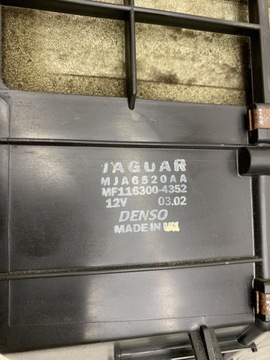 JAGUAR
MJA6520AA
MF116300-4352
12V 03.02
DENSO
MADE IN UK